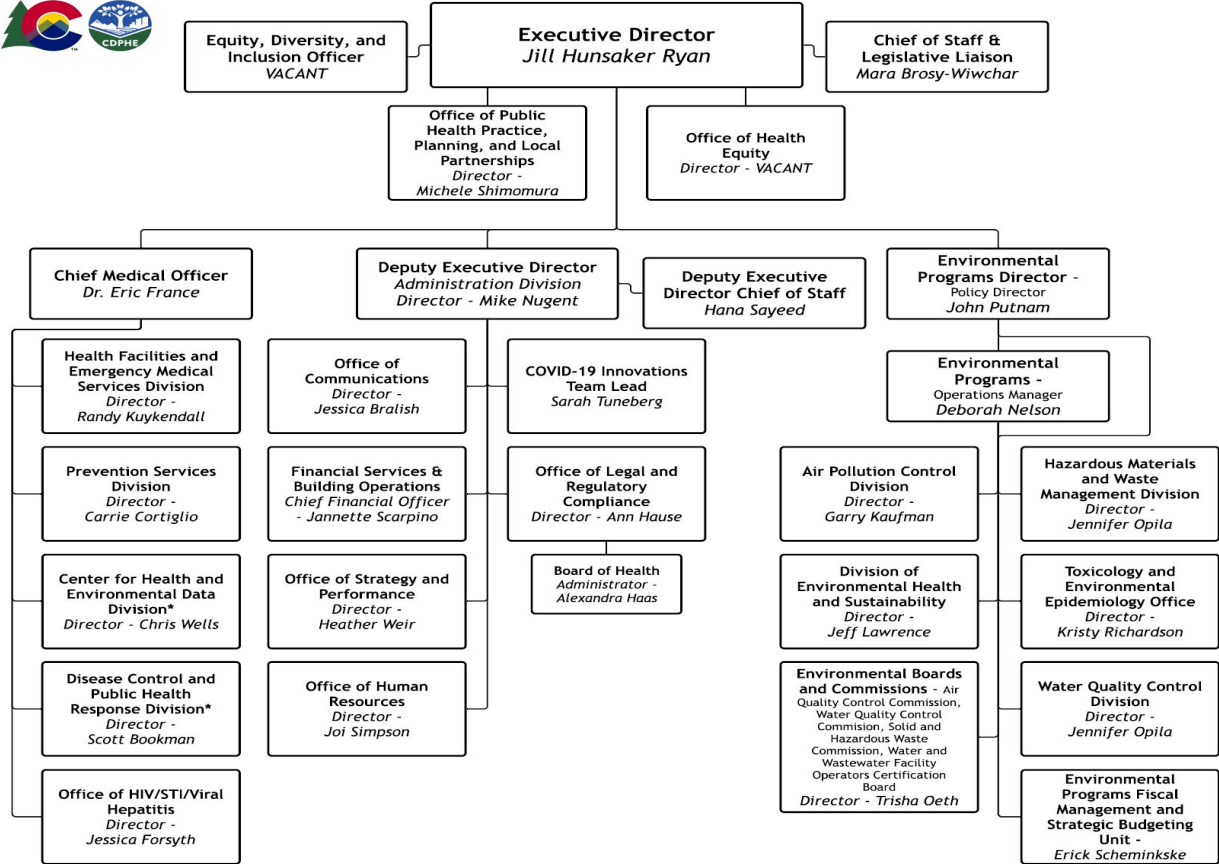 CDPHE
Equity, Diversity, and
Inclusion Officer
VACANT
Executive Director
Jill Hunsaker Ryan
Chief of Staff &
Legislative Liaison
Mara Brosy-Wiwchar
Office of Public
Health Practice,
Planning, and Local
Partnerships
Director -
Michele Shimomura
Office of Health
Equity
Director - VACANT
Chief Medical Officer
Dr. Eric France
Deputy Executive Director
Administration Division
Director - Mike Nugent
Deputy Executive
Director Chief of Staff
Hana Sayeed
Environmental
Programs Director -
Policy Director
John Putnam
Health Facilities and
Emergency Medical
Services Division
Director -
Randy Kuykendall
Prevention Services
Division
Director -
Carrie Cortiglio
Center for Health and
Environmental Data
Division*
Director - Chris Wells
Disease Control and
Public Health
Response Division*
Director -
Scott Bookman
Office of HIV/STI/Viral
Hepatitis
Director -
Jessica Forsyth
Office of
Communications
Director -
Jessica Bralish
Financial Services &
Building Operations
Chief Financial Officer
- Jannette Scarpino
Office of Strategy and
Performance
Director -
Heather Weir
Office of Human
Resources
Director -
Joi Simpson
COVID-19 Innovations
Team Lead
Sarah Tuneberg
Office of Legal and
Regulatory
Compliance
Director - Ann Hause
Board of Health
Administrator -
Alexandra Haas
Environmental
Programs -
Operations Manager
Deborah Nelson
Air Pollution Control
Division
Director -
Garry Kaufman
Division of
Environmental Health
and Sustainability
Director -
Jeff Lawrence
Environmental Boards
and Commissions - Air
Quality Control Commission,
Water Quality Control
Commision, Solid and
Hazardous Waste
Commission, Water and
Wastewater Facility
Operators Certification
Board
Director - Trisha Oeth
Hazardous Materials
and Waste
Management Division
Director -
Jennifer Opila
Toxicology and
Environmental
Epidemiology Office
Director -
Kristy Richardson
Water Quality Control
Division
Director -
Jennifer Opila
Environmental
Programs Fiscal
Management and
Strategic Budgeting
Unit -
Erick Scheminkske